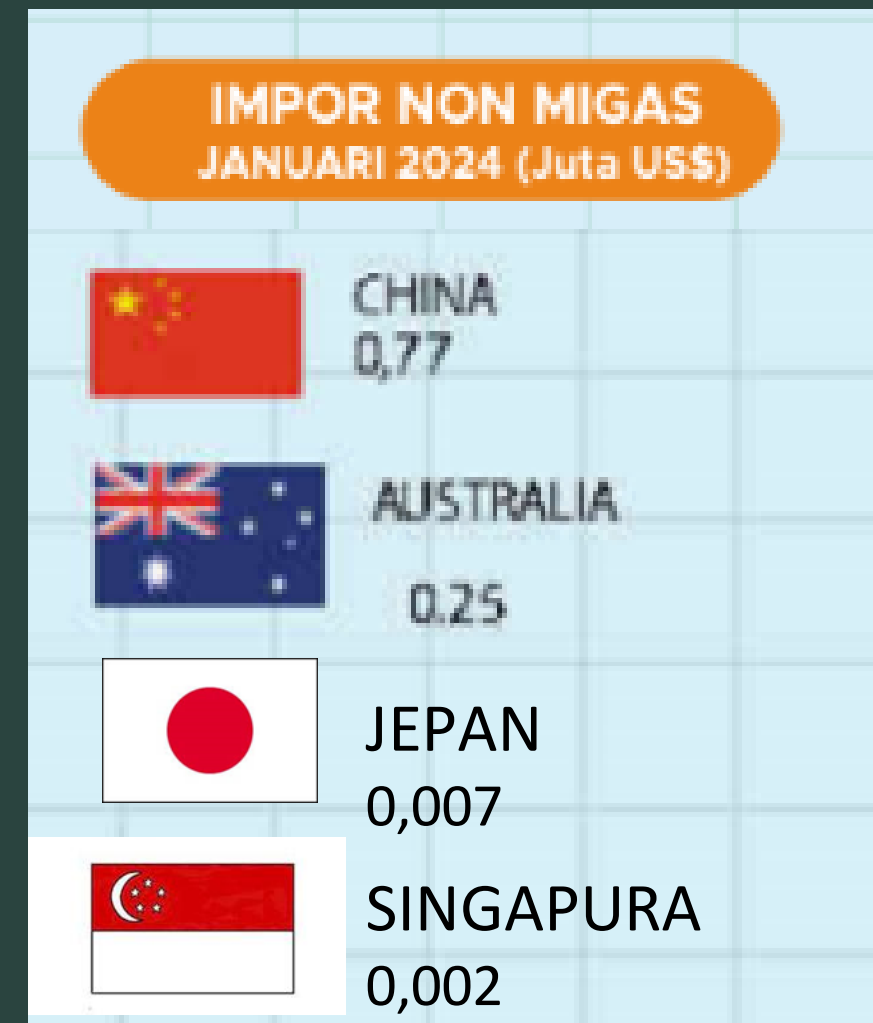 IMPOR NON MIGAS
JANUARI 2024 (Juta US$)
CHINA
0,77
AUSTRALIA
0.25
JEPAN
0,007
SINGAPURA
0,002